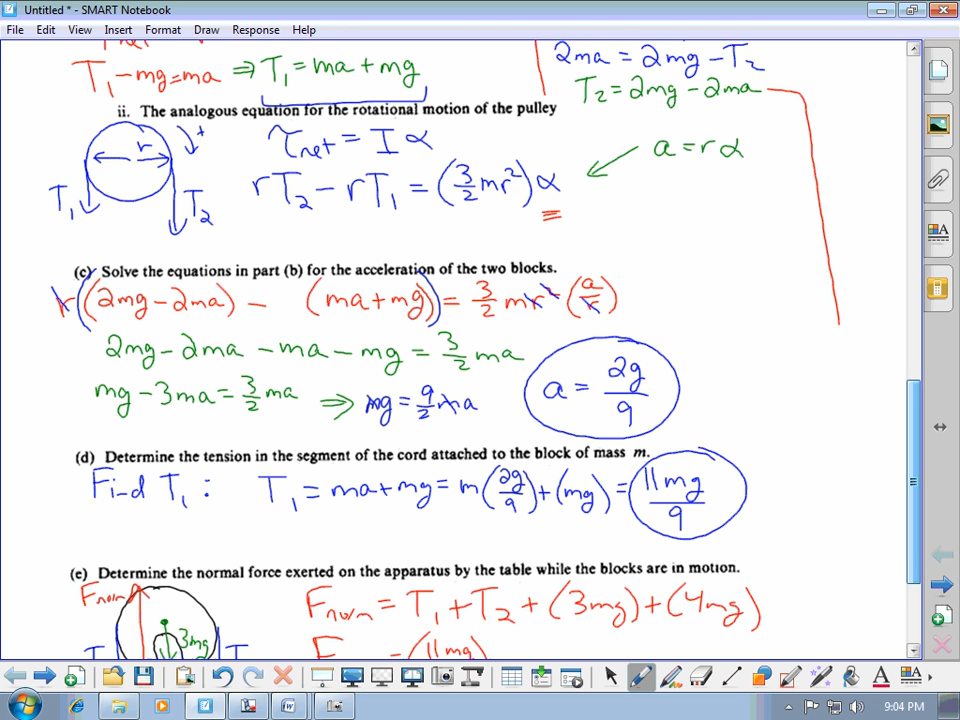 Untitled * - SMART Notebook
File Edit View Insert Format Draw Response Help
T₁ - mg = ma ⇒ T₁ = ma + mg
2ma = 2mg - T₂
T₂ = 2mg - 2ma
ii. The analogous equation for the rotational motion of the pulley
r +
τnet = I α
a = r α
T₁ T₂
rT₂ - rT₁ = (3/2 mr²) α
(c) Solve the equations in part (b) for the acceleration of the two blocks.
r((2mg - 2ma) - (ma + mg)) = 3/2 mr² (a/r)
2mg - 2ma - ma - mg = 3/2 ma
mg - 3ma = 3/2 ma ⇒ mg = 9/2 ma
a = 2g/9
(d) Determine the tension in the segment of the cord attached to the block of mass m.
Find T₁ : T₁ = ma + mg = m(2g/9) + (mg) = 11mg/9
(e) Determine the normal force exerted on the apparatus by the table while the blocks are in motion.
Fnorm
3mg
Fnorm = T₁ + T₂ + (3mg) + (4mg)
= (11mg
9:04 PM